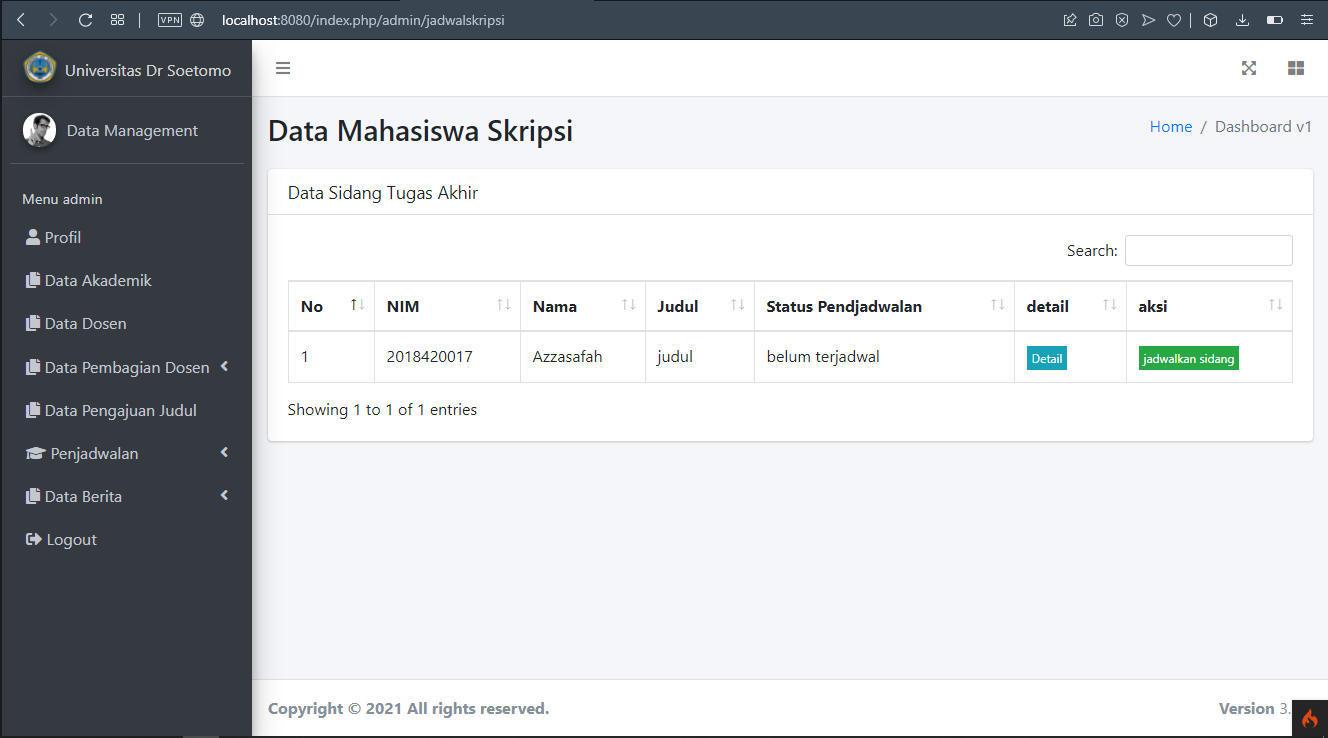 VPN localhost:8080/index.php/admin/jadwalskripsi
Universitas Dr Soetomo
Data Management
Menu admin
Profil
Data Akademik
Data Dosen
Data Pembagian Dosen
Data Pengajuan Judul
Penjadwalan
Data Berita
Logout
Data Mahasiswa Skripsi
Home / Dashboard v1
Data Sidang Tugas Akhir
Search:
No NIM Nama Judul Status Pendjadwalan detail aksi
1 2018420017 Azzasafah judul belum terjadwal Detail jadwalkan sidang
Showing 1 to 1 of 1 entries
Copyright © 2021 All rights reserved.
Version 3.